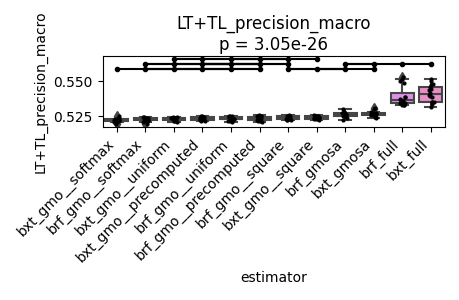 LT+TL_precision_macro
p = 3.05e-26
LT+TL_precision_macro
0.550
0.525
bxt_gmo__softmax
brf_gmo__softmax
bxt_gmo__uniform
bxt_gmo__precomputed
brf_gmo__uniform
brf_gmo__precomputed
brf_gmo__square
bxt_gmo__square
brf_gmosa
bxt_gmosa
brf_full
bxt_full
estimator